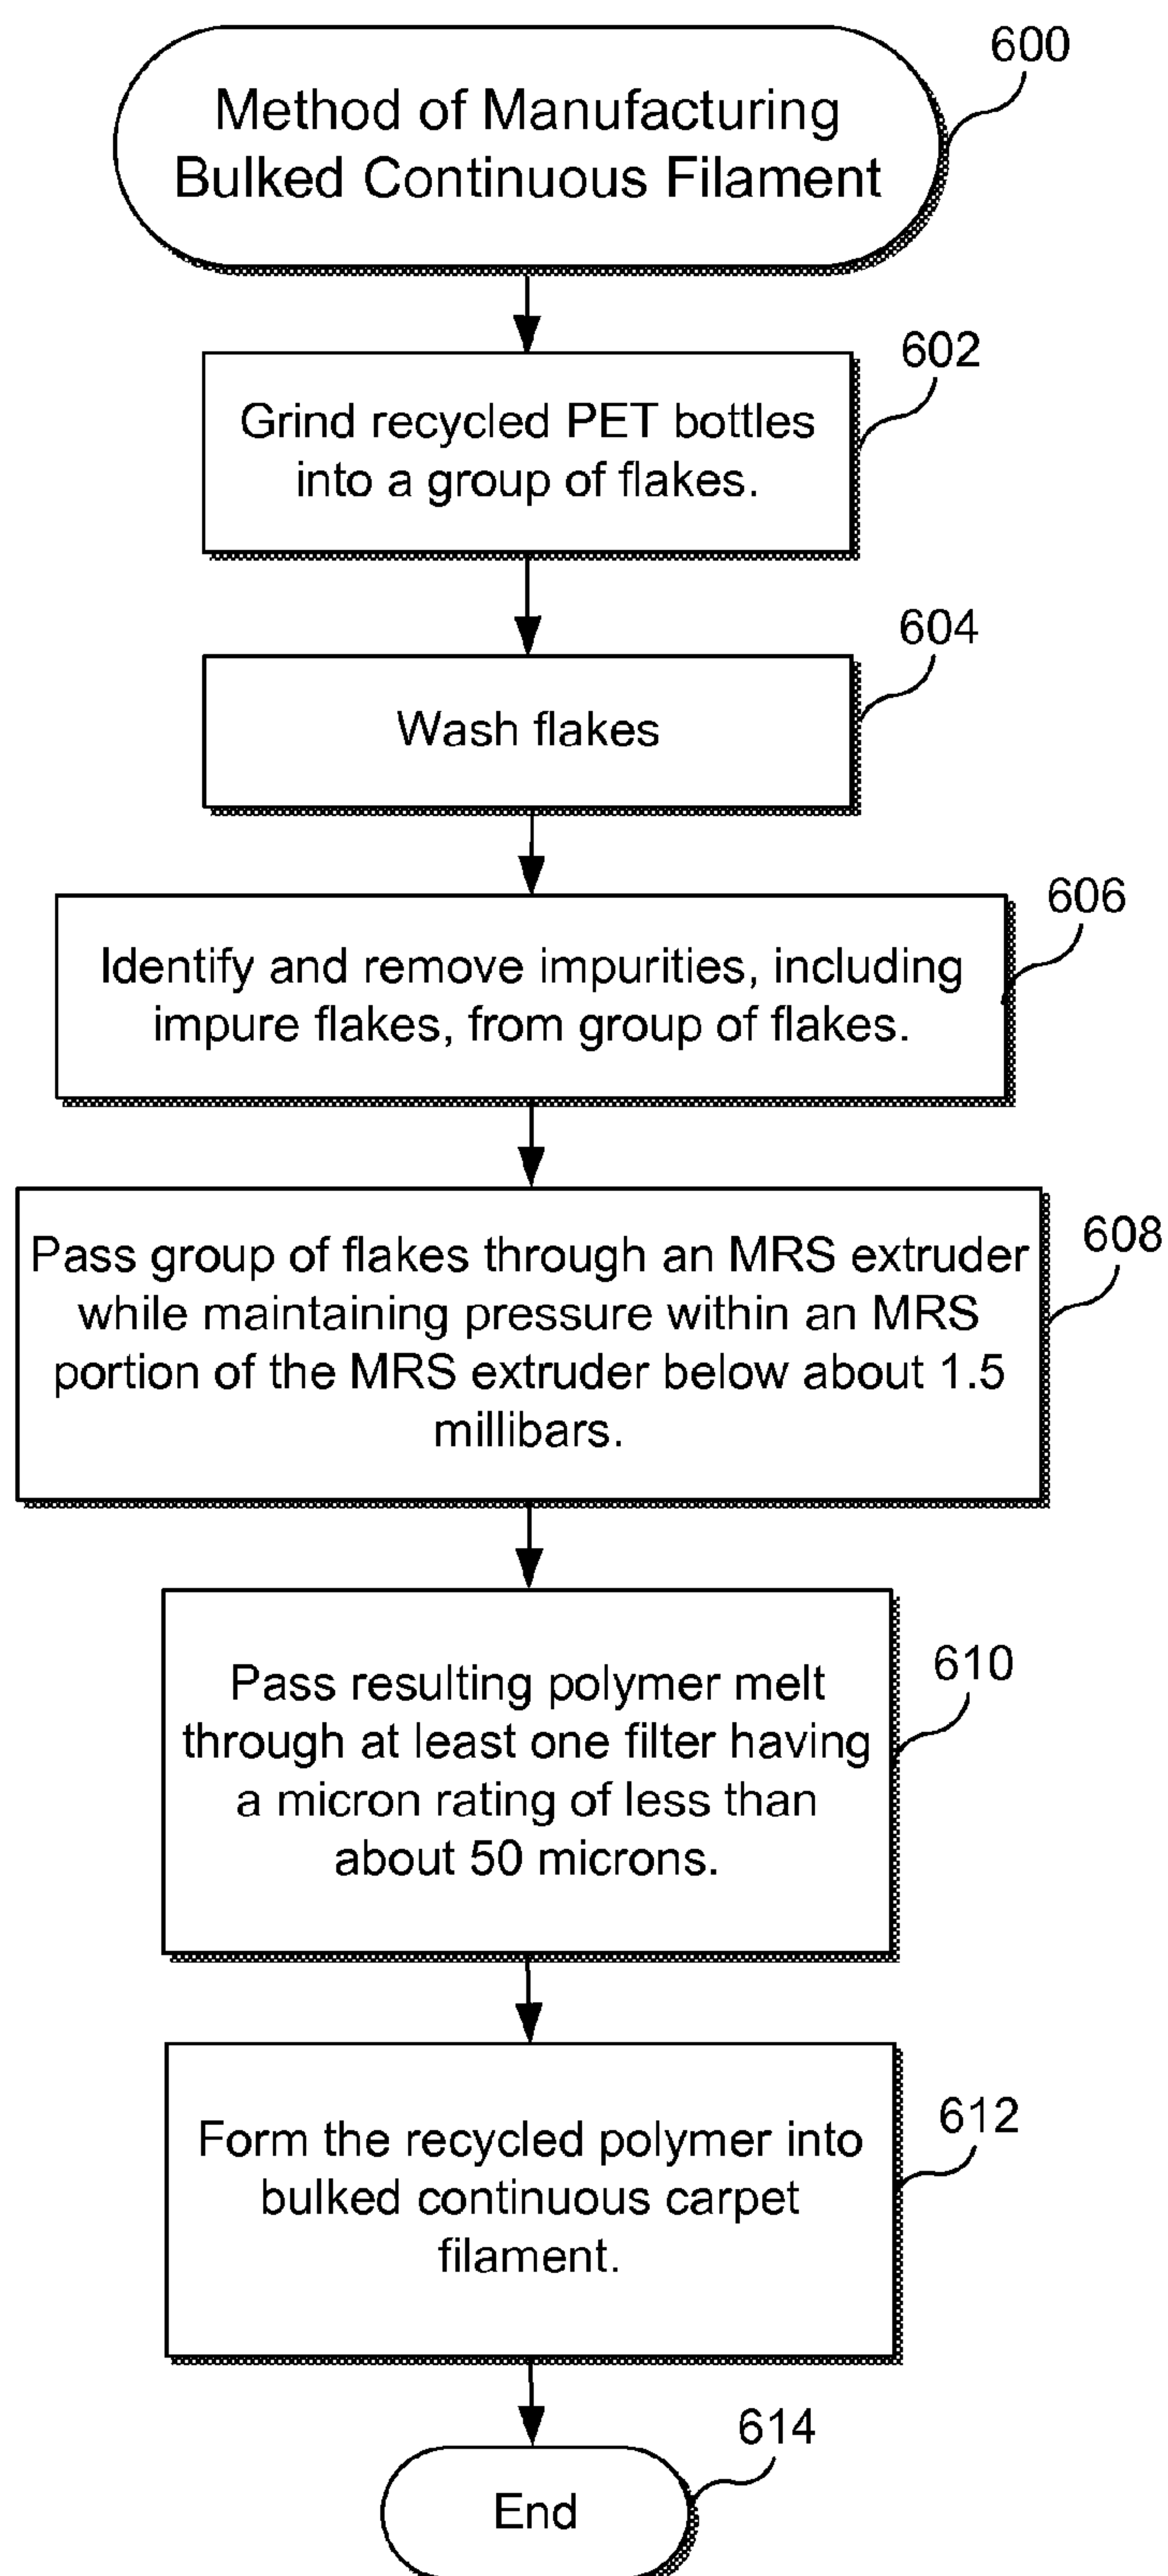 600
Method of Manufacturing
Bulked Continuous Filament
602
Grind recycled PET bottles
into a group of flakes.
604
Wash flakes
606
Identify and remove impurities, including
impure flakes, from group of flakes.
608
Pass group of flakes through an MRS extruder
while maintaining pressure within an MRS
portion of the MRS extruder below about 1.5
millibars.
610
Pass resulting polymer melt
through at least one filter having
a micron rating of less than
about 50 microns.
612
Form the recycled polymer into
bulked continuous carpet
filament.
614
End